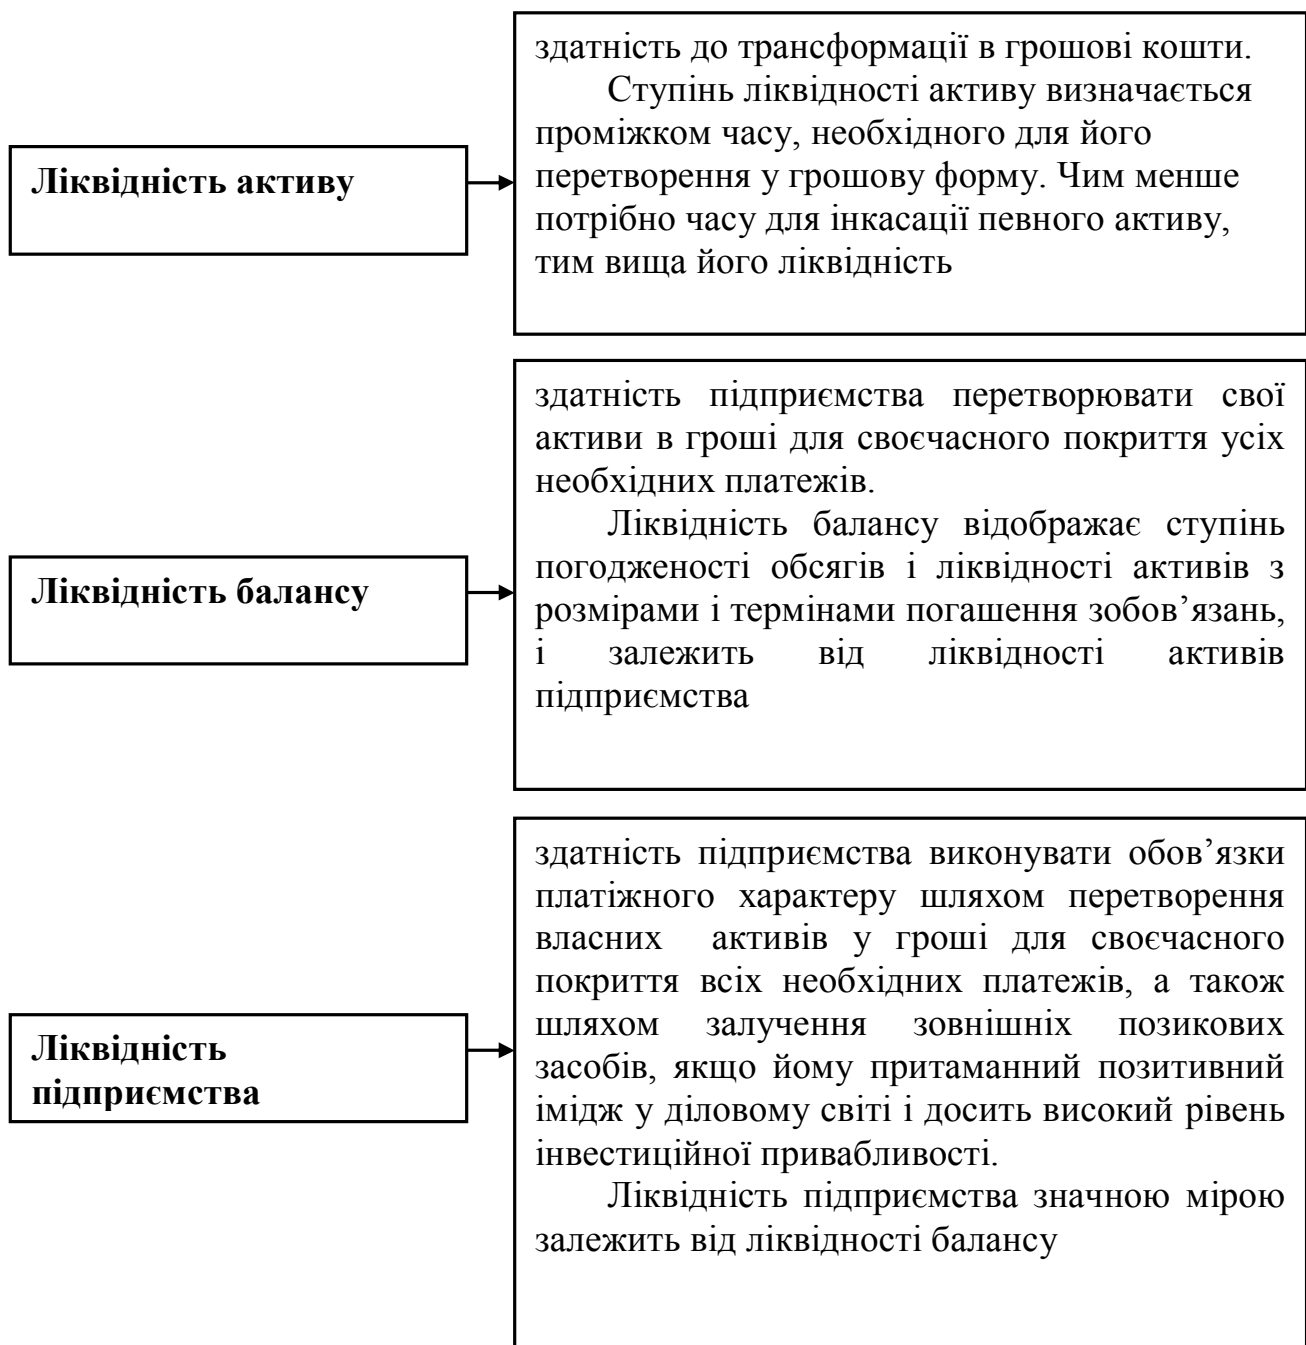 Ліквідність активу
здатність до трансформації в грошові кошти.
Ступінь ліквідності активу визначається
проміжком часу, необхідного для його
перетворення у грошову форму. Чим менше
потрібно часу для інкасації певного активу,
тим вища його ліквідність
Ліквідність балансу
здатність підприємства перетворювати свої
активи в гроші для своєчасного покриття усіх
необхідних платежів.
Ліквідність балансу відображає ступінь
погодженості обсягів і ліквідності активів з
розмірами і термінами погашення зобов’язань,
і залежить від ліквідності активів
підприємства
Ліквідність
підприємства
здатність підприємства виконувати обов’язки
платіжного характеру шляхом перетворення
власних активів у гроші для своєчасного
покриття всіх необхідних платежів, а також
шляхом залучення зовнішніх позикових
засобів, якщо йому притаманний позитивний
імідж у діловому світі і досить високий рівень
інвестиційної привабливості.
Ліквідність підприємства значною мірою
залежить від ліквідності балансу